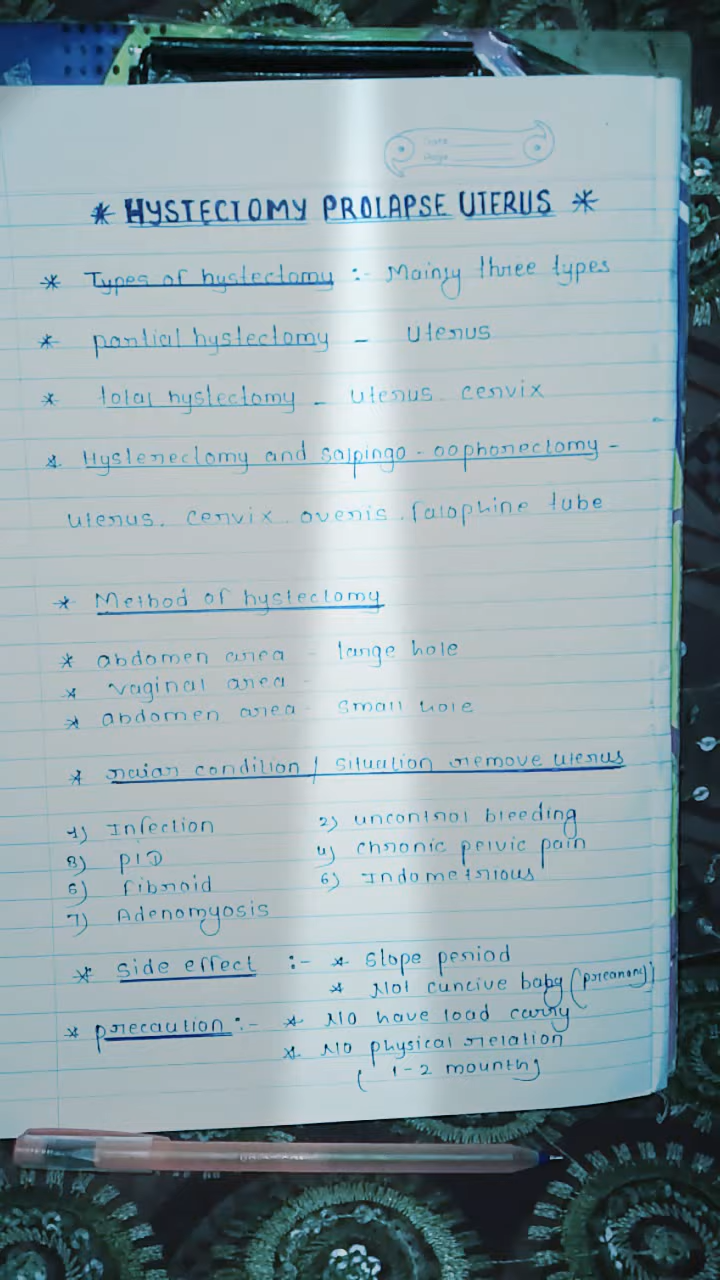 Date
Page
* HYSTECTOMY PROLAPSE UTERUS *
* Types of hystectomy :- Mainly three types
* partial hystectomy - Uterus
* total hystectomy - Uterus. cervix
* Hysterectomy and salpingo - oophorectomy -
Uterus. cervix. overis. falophine tube
* Method of hystectomy
* abdomen area - large hole
* vaginal area -
* abdomen area - small hole
* condition / situation remove uterus
1) Infection 2) uncontrol bleeding
3) PID 4) chronic pelvic pain
5) fibroid 6) Indometrious
7) Adenomyosis
* Side effect :- * Slope period
* Not cuncive baby
* precaution :- * No have load carry
* No physical relation
( 1-2 mounth)